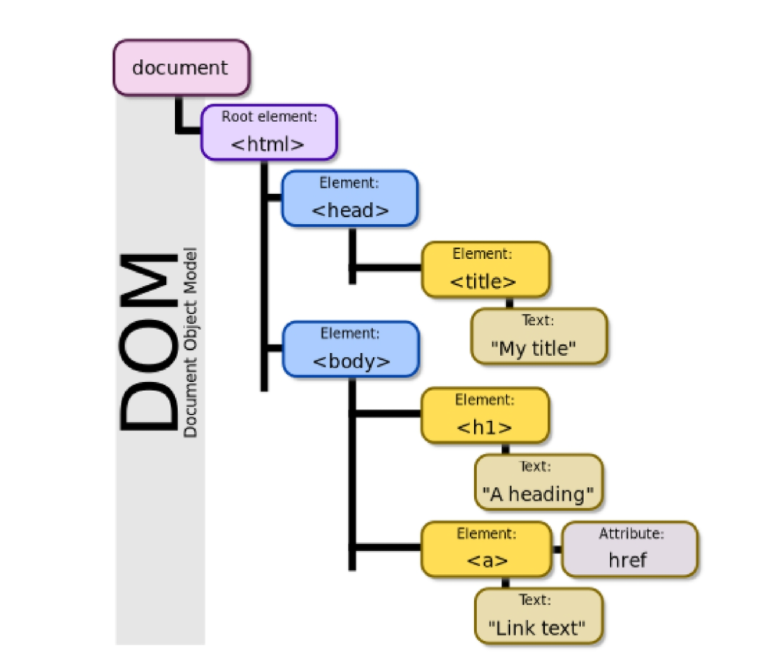 document
Root element:
<html>
Element:
<head>
Element:
<title>
Text:
"My title"
Element:
<body>
Element:
<h1>
Text:
"A heading"
Element:
<a>
Attribute:
href
Text:
"Link text"
DOM
Document Object Model